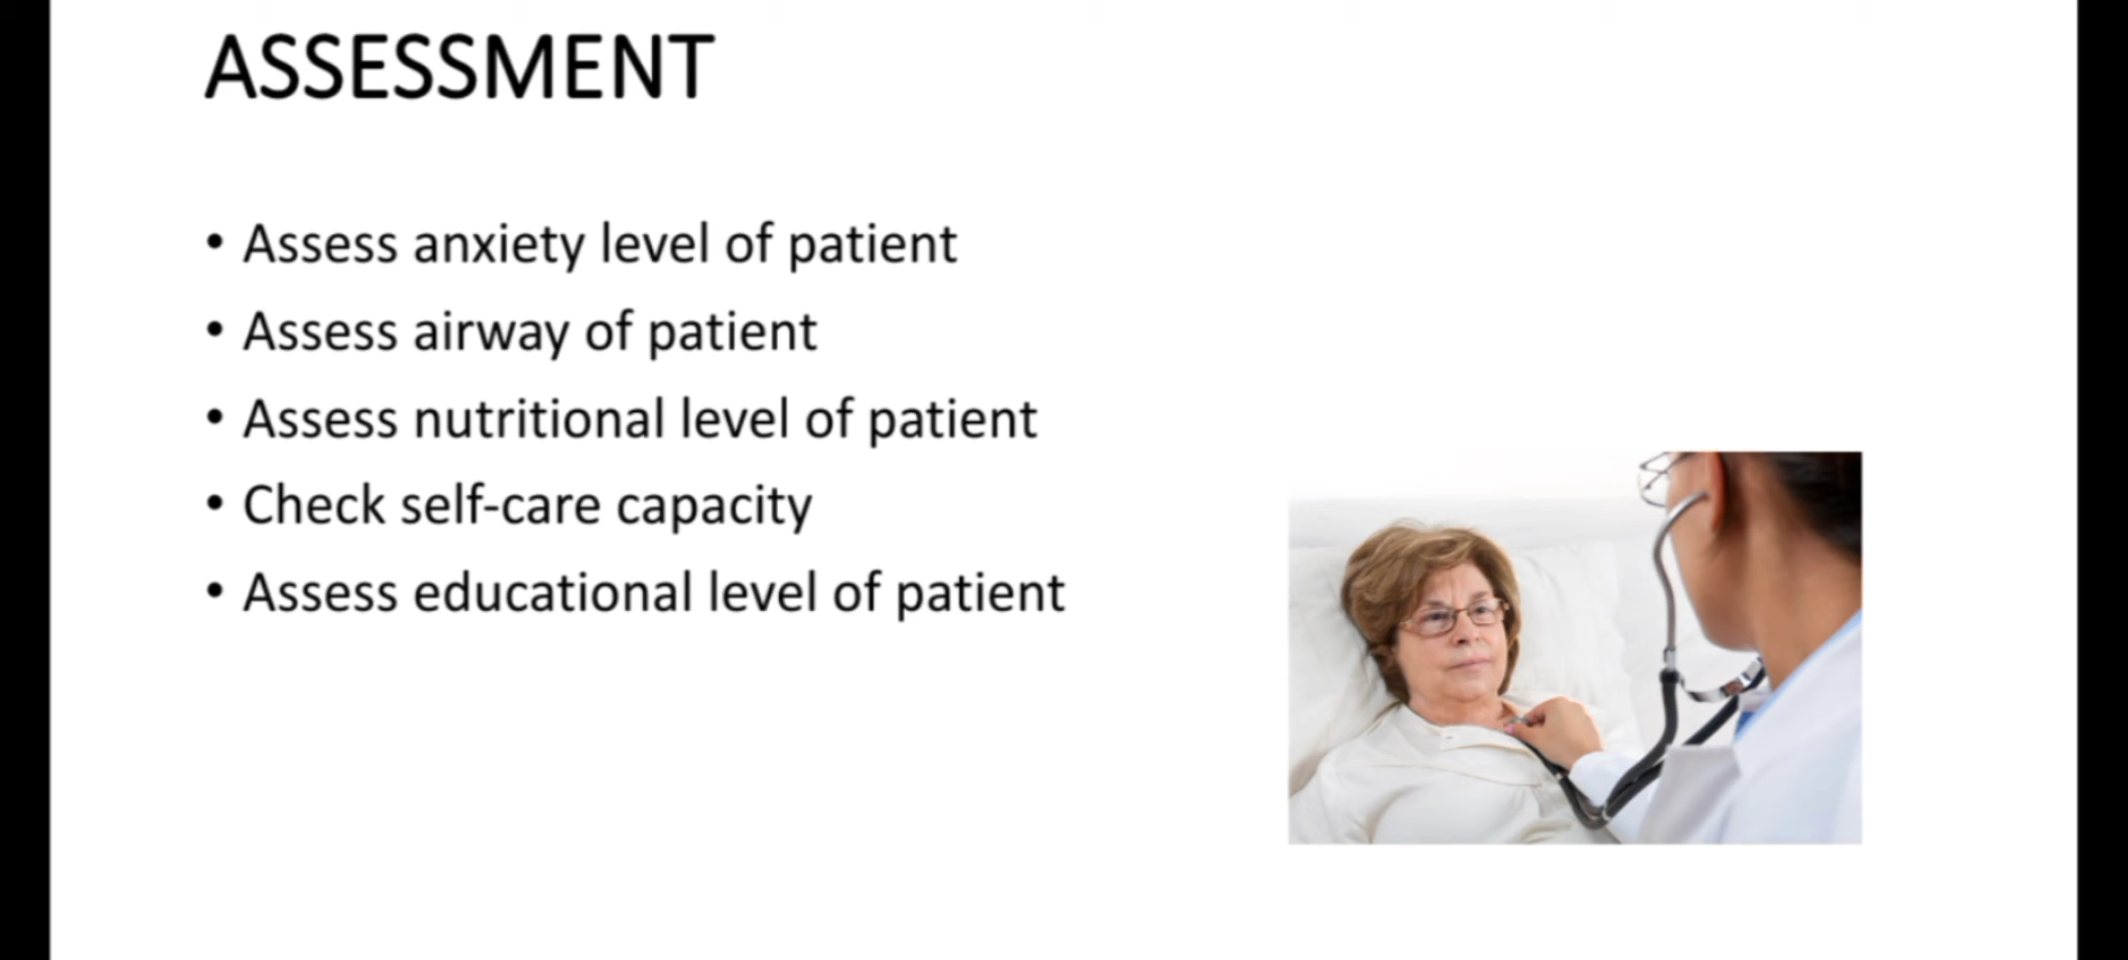 ASSESSMENT
• Assess anxiety level of patient
• Assess airway of patient
• Assess nutritional level of patient
• Check self-care capacity
• Assess educational level of patient